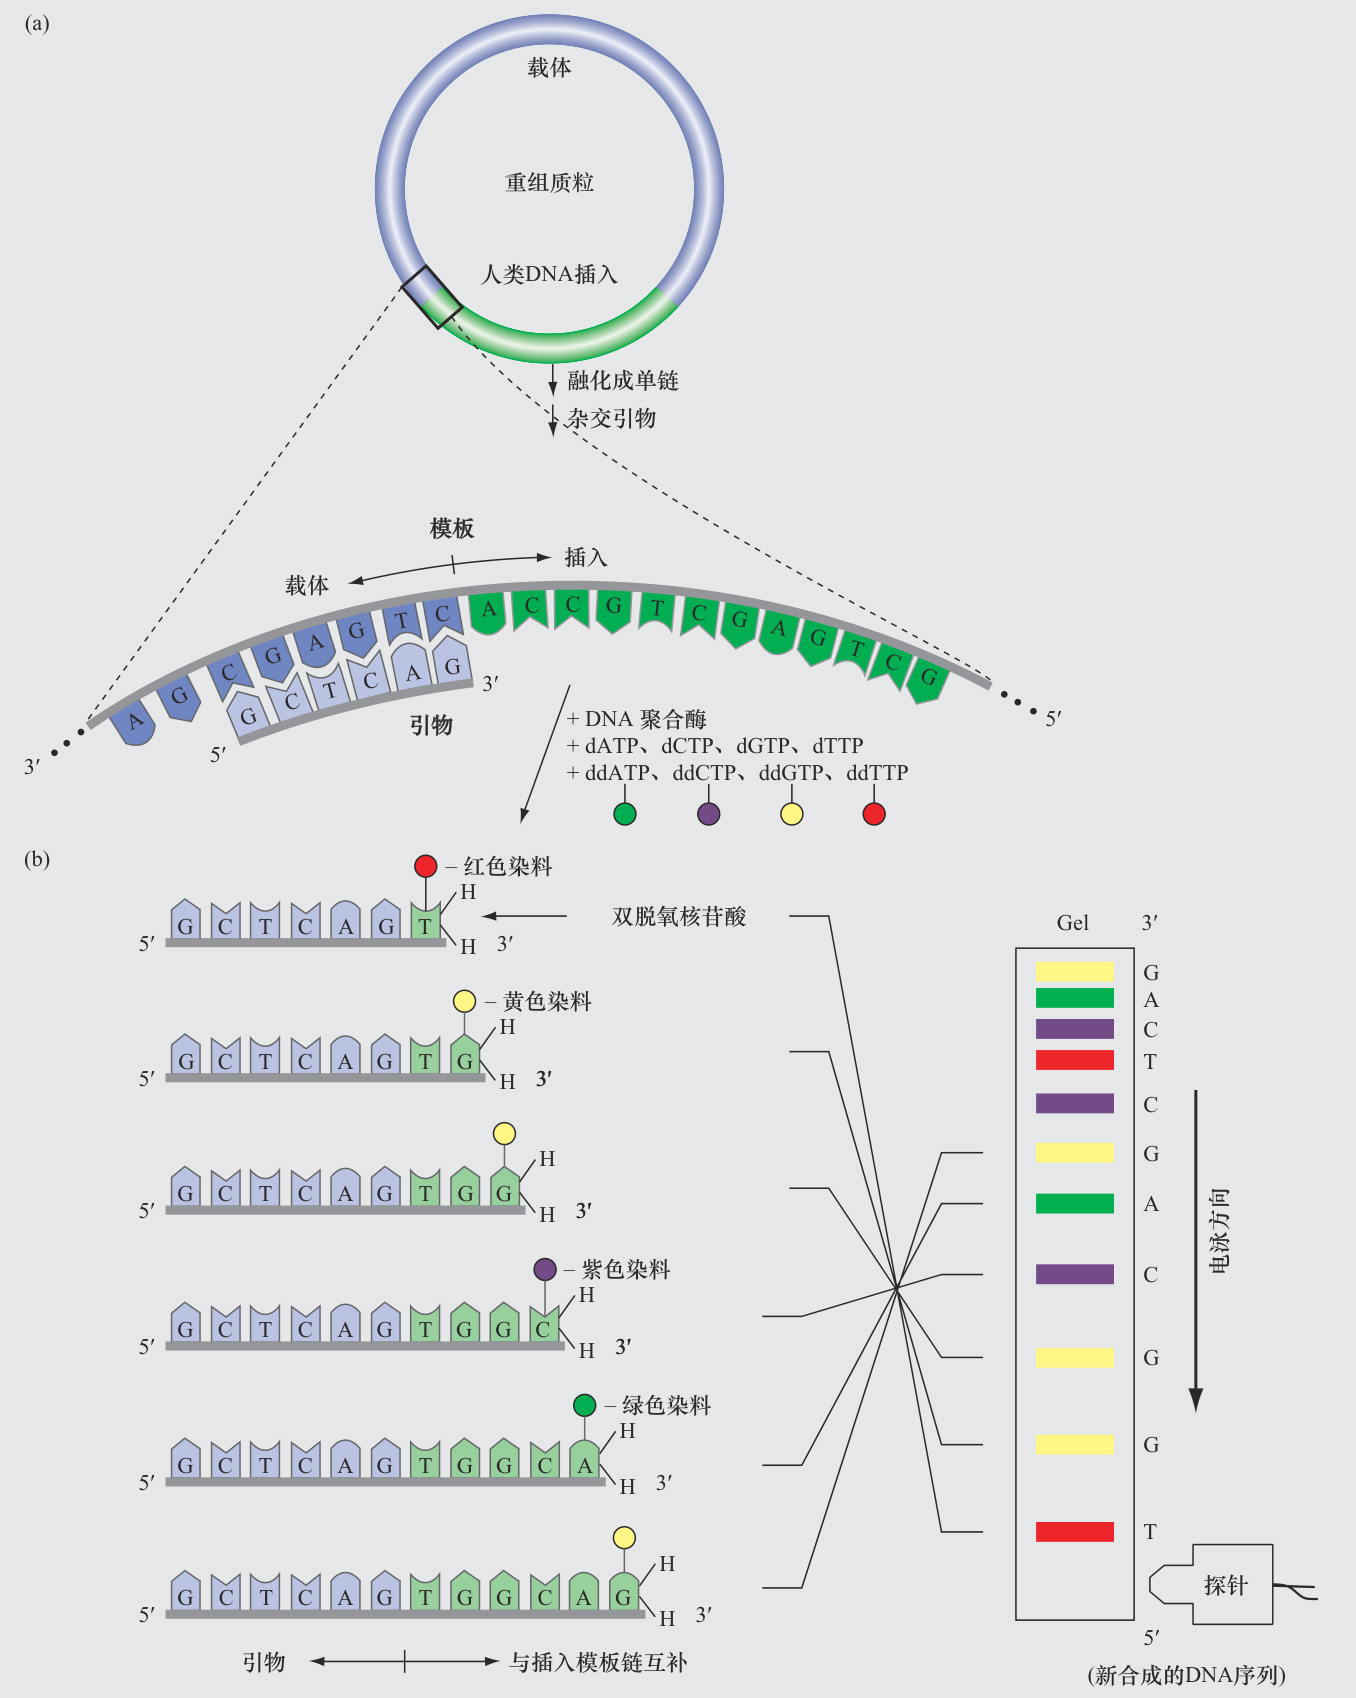 (a)
载体
重组质粒
人类DNA插入
融化成单链
杂交引物
模板
载体
插入
A G C G A G T C A C C G T C G A G T C G
G C T C A G
3′
引物
5′
3′
5′
+ DNA 聚合酶
+ dATP、dCTP、dGTP、dTTP
+ ddATP、ddCTP、ddGTP、ddTTP
(b)
– 红色染料
H
G C T C A G T
5′
H 3′
双脱氧核苷酸
– 黄色染料
H
G C T C A G T G
5′
H 3′
H
G C T C A G T G G
5′
H 3′
– 紫色染料
H
G C T C A G T G G C
5′
H 3′
– 绿色染料
H
G C T C A G T G G C A
5′
H 3′
H
G C T C A G T G G C A G
5′
H 3′
引物
与插入模板链互补
Gel 3′
G
A
C
T
C
G
A
C
G
G
T
电泳方向
探针
5′
(新合成的DNA序列)